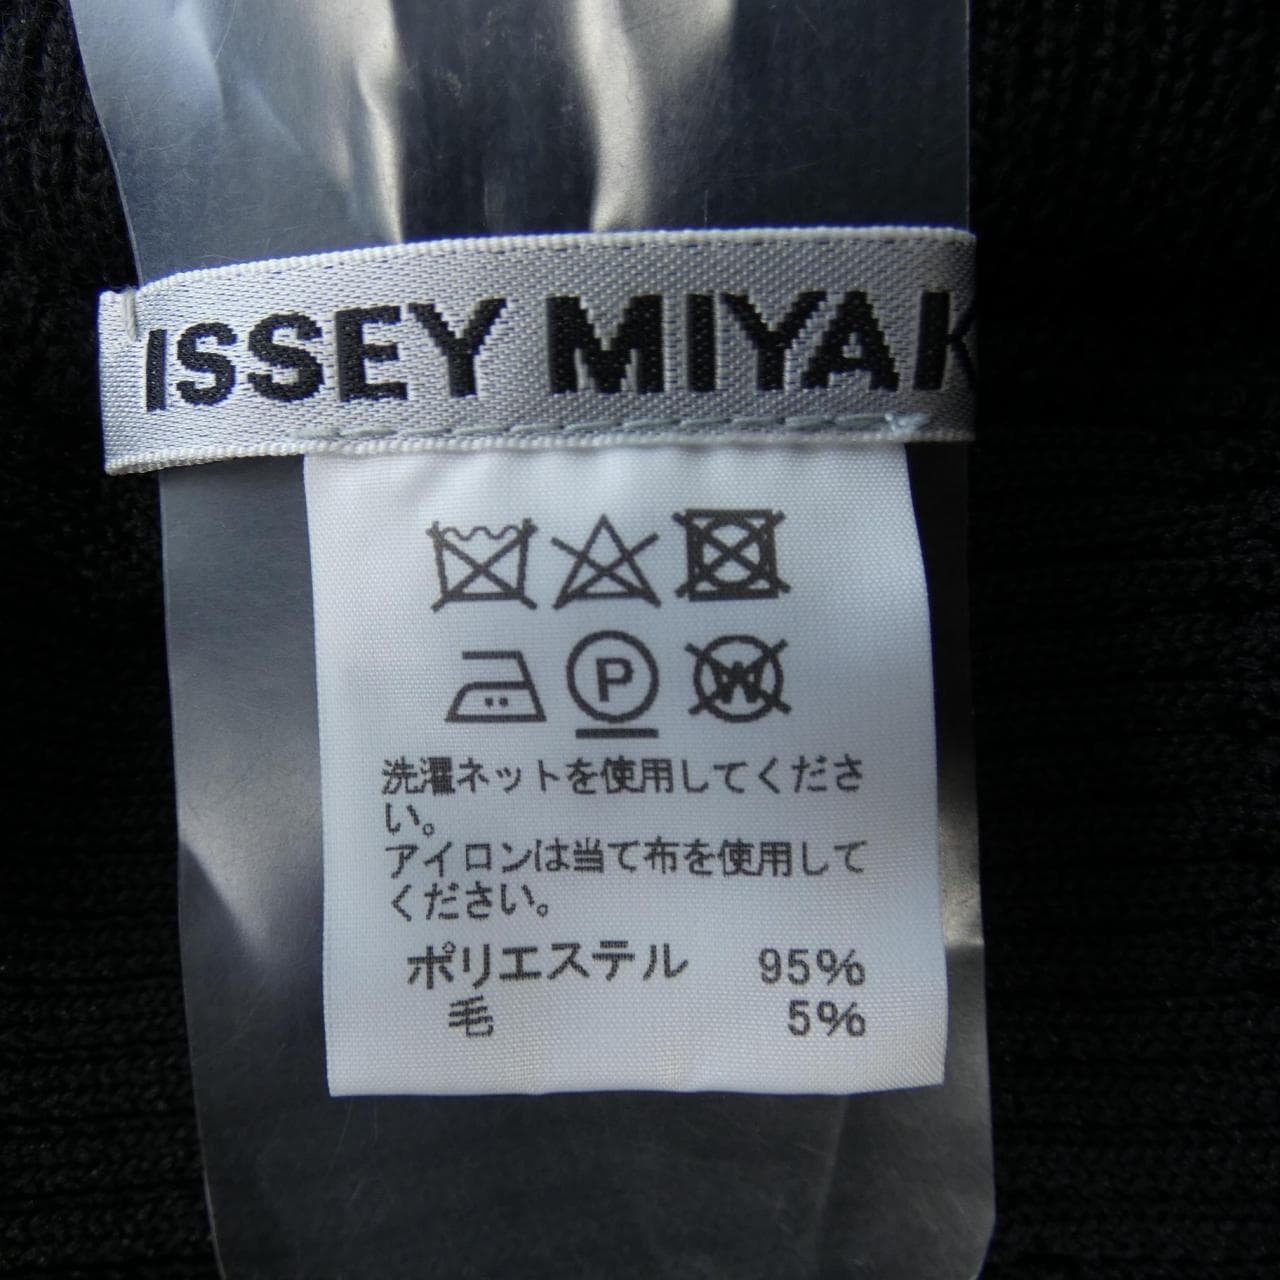 ISSEY MIYAK
P
W
洗濯ネットを使用してくださ
い。
アイロンは当て布を使用して
ください。
ポリエステル 95%
毛 5%